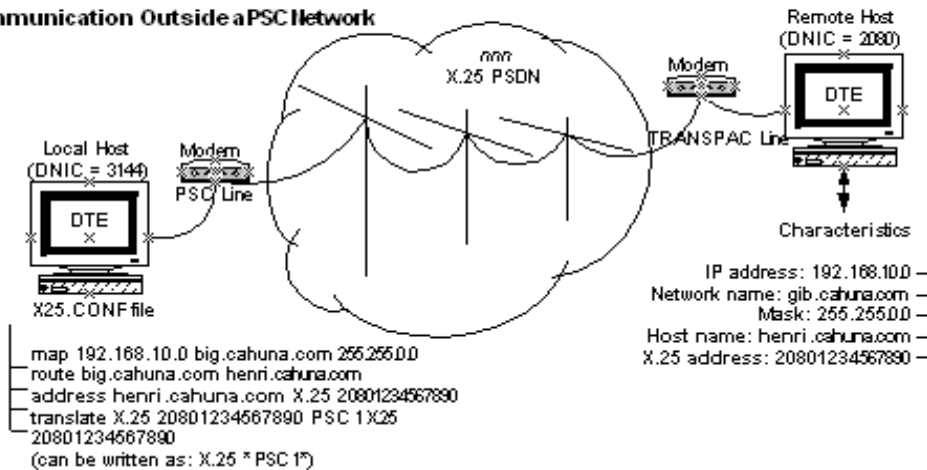 mmunication Outside a PSC Network
Remote Host
(DNIC = 2080)
Modem
X.25 PSDN
DTE
TRANSPAC Line
Local Host
(DNIC = 3144)
Modem
PSC Line
DTE
X25.CONF file
Characteristics
IP address: 192.168.10.0
Network name: gib.cahuna.com
Mask: 255.255.0.0
Host name: henri.cahuna.com
X.25 address: 20801234567890
map 192.168.10.0 big.cahuna.com 255.255.0.0
route big.cahuna.com henri.cahuna.com
address henri.cahuna.com X.25 20801234567890
translate X.25 20801234567890 PSC 1X25
20801234567890
(can be written as: X.25 * PSC 1*)